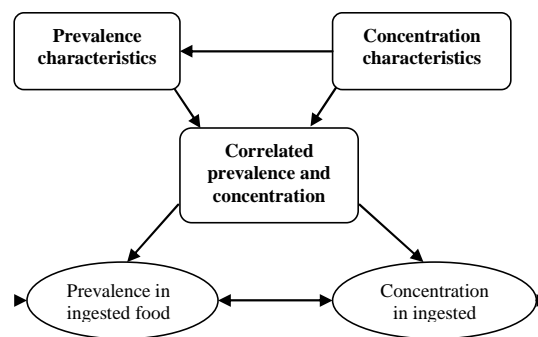 Prevalence
characteristics
Concentration
characteristics
Correlated
prevalence and
concentration
Prevalence in
ingested food
Concentration
in ingested